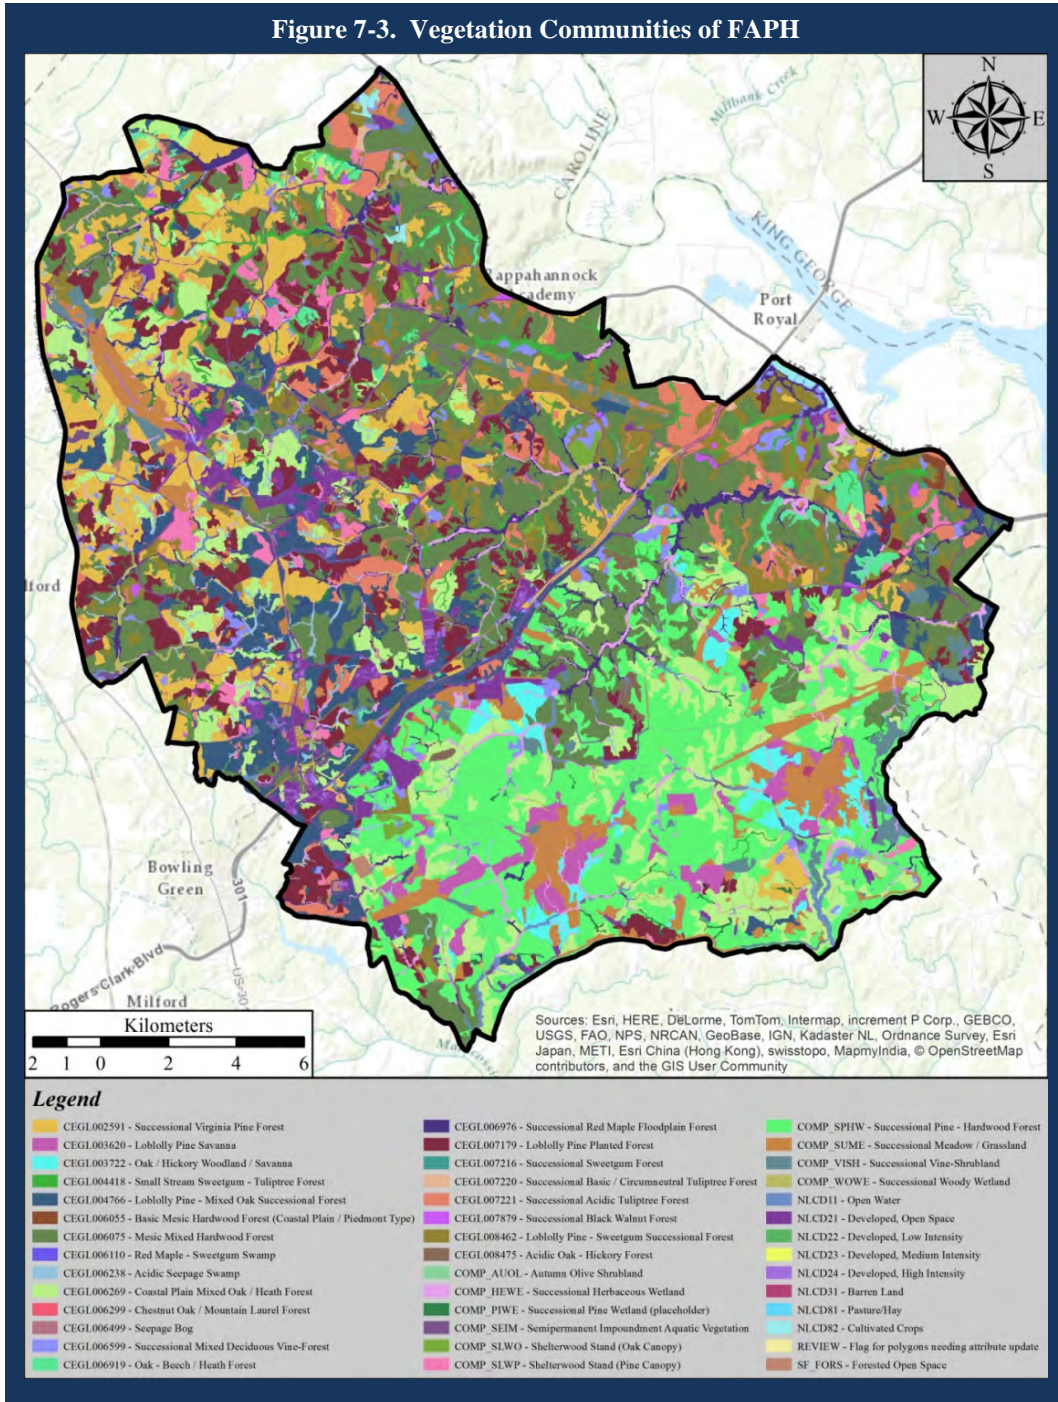 Figure 7-3. Vegetation Communities of FAPH
N
W
E
S
Millbank Creek
CAROLINE
KING GEORGE
Rappahannock
Academy
Port
Royal
lford
Bowling
Green
301
Rogers Clark Blvd
US-301
Milford
Kilometers
2 1 0 2 4 6
Sources: Esri, HERE, DeLorme, TomTom, Intermap, increment P Corp., GEBCO,
USGS, FAO, NPS, NRCAN, GeoBase, IGN, Kadaster NL, Ordnance Survey, Esri
Japan, METI, Esri China (Hong Kong), swisstopo, MapmyIndia, © OpenStreetMap
contributors, and the GIS User Community
Legend
CEGL002591 - Successional Virginia Pine Forest
CEGL003620 - Loblolly Pine Savanna
CEGL003722 - Oak / Hickory Woodland / Savanna
CEGL004418 - Small Stream Sweetgum - Tuliptree Forest
CEGL004766 - Loblolly Pine - Mixed Oak Successional Forest
CEGL006055 - Basic Mesic Hardwood Forest (Coastal Plain / Piedmont Type)
CEGL006075 - Mesic Mixed Hardwood Forest
CEGL006110 - Red Maple - Sweetgum Swamp
CEGL006238 - Acidic Seepage Swamp
CEGL006269 - Coastal Plain Mixed Oak / Heath Forest
CEGL006299 - Chestnut Oak / Mountain Laurel Forest
CEGL006499 - Seepage Bog
CEGL006599 - Successional Mixed Deciduous Vine-Forest
CEGL006919 - Oak - Beech / Heath Forest
CEGL006976 - Successional Red Maple Floodplain Forest
CEGL007179 - Loblolly Pine Planted Forest
CEGL007216 - Successional Sweetgum Forest
CEGL007220 - Successional Basic / Circumneutral Tuliptree Forest
CEGL007221 - Successional Acidic Tuliptree Forest
CEGL007879 - Successional Black Walnut Forest
CEGL008462 - Loblolly Pine - Sweetgum Successional Forest
CEGL008475 - Acidic Oak - Hickory Forest
COMP_AUOL - Autumn Olive Shrubland
COMP_HEWE - Successional Herbaceous Wetland
COMP_PIWE - Successional Pine Wetland (placeholder)
COMP_SEIM - Semipermanent Impoundment Aquatic Vegetation
COMP_SLWO - Shelterwood Stand (Oak Canopy)
COMP_SLWP - Shelterwood Stand (Pine Canopy)
COMP_SPHW - Successional Pine - Hardwood Forest
COMP_SUME - Successional Meadow / Grassland
COMP_VISH - Successional Vine-Shrubland
COMP_WOWE - Successional Woody Wetland
NLCD11 - Open Water
NLCD21 - Developed, Open Space
NLCD22 - Developed, Low Intensity
NLCD23 - Developed, Medium Intensity
NLCD24 - Developed, High Intensity
NLCD31 - Barren Land
NLCD81 - Pasture/Hay
NLCD82 - Cultivated Crops
REVIEW - Flag for polygons needing attribute update
SF_FORS - Forested Open Space